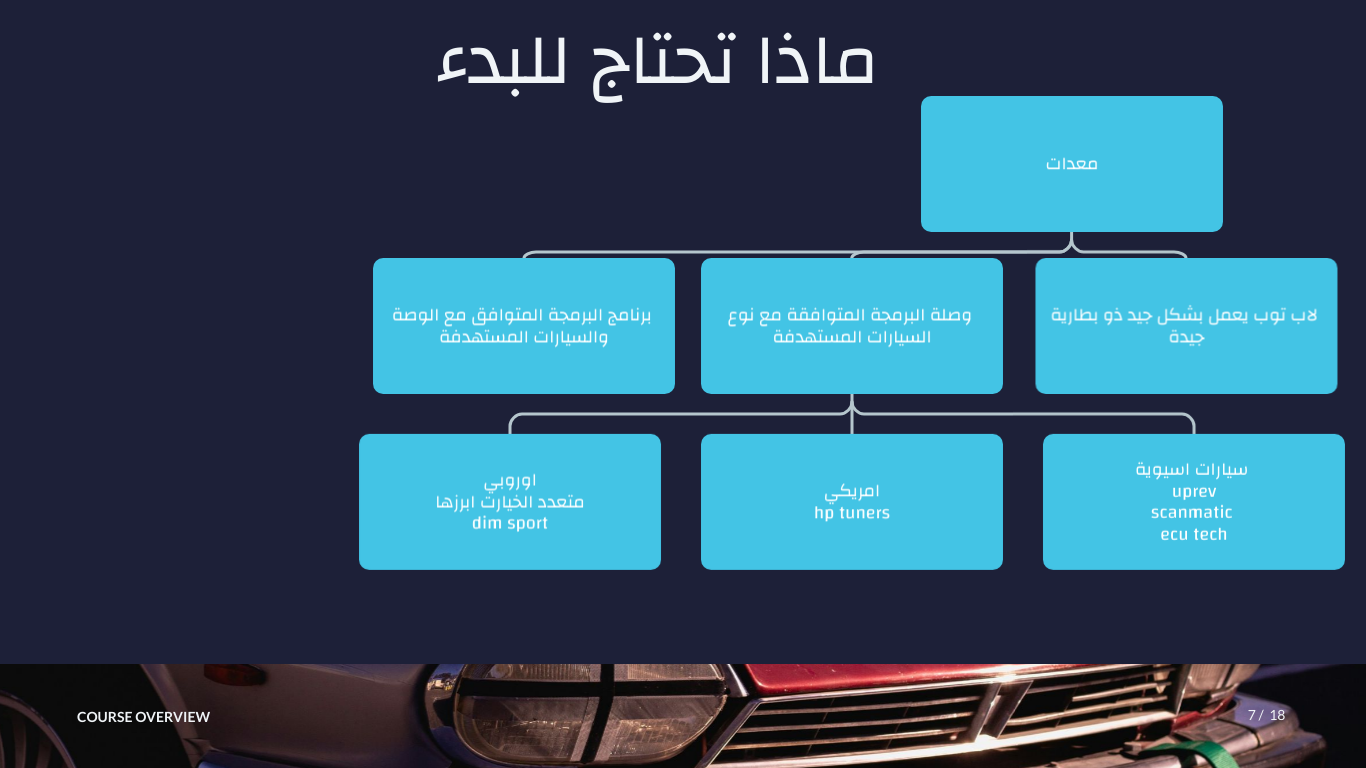 ماذا تحتاج للبدء
معدات
لاب توب يعمل بشكل جيد ذو بطارية
جيدة
وصلة البرمجة المتوافقة مع نوع
السيارات المستهدفة
برنامج البرمجة المتوافق مع الوصة
والسيارات المستهدفة
سيارات اسيوية
uprev
scanmatic
ecu tech
امريكي
hp tuners
اوروبي
متعدد الخيارت ابرزها
dim sport
COURSE OVERVIEW
7 / 18